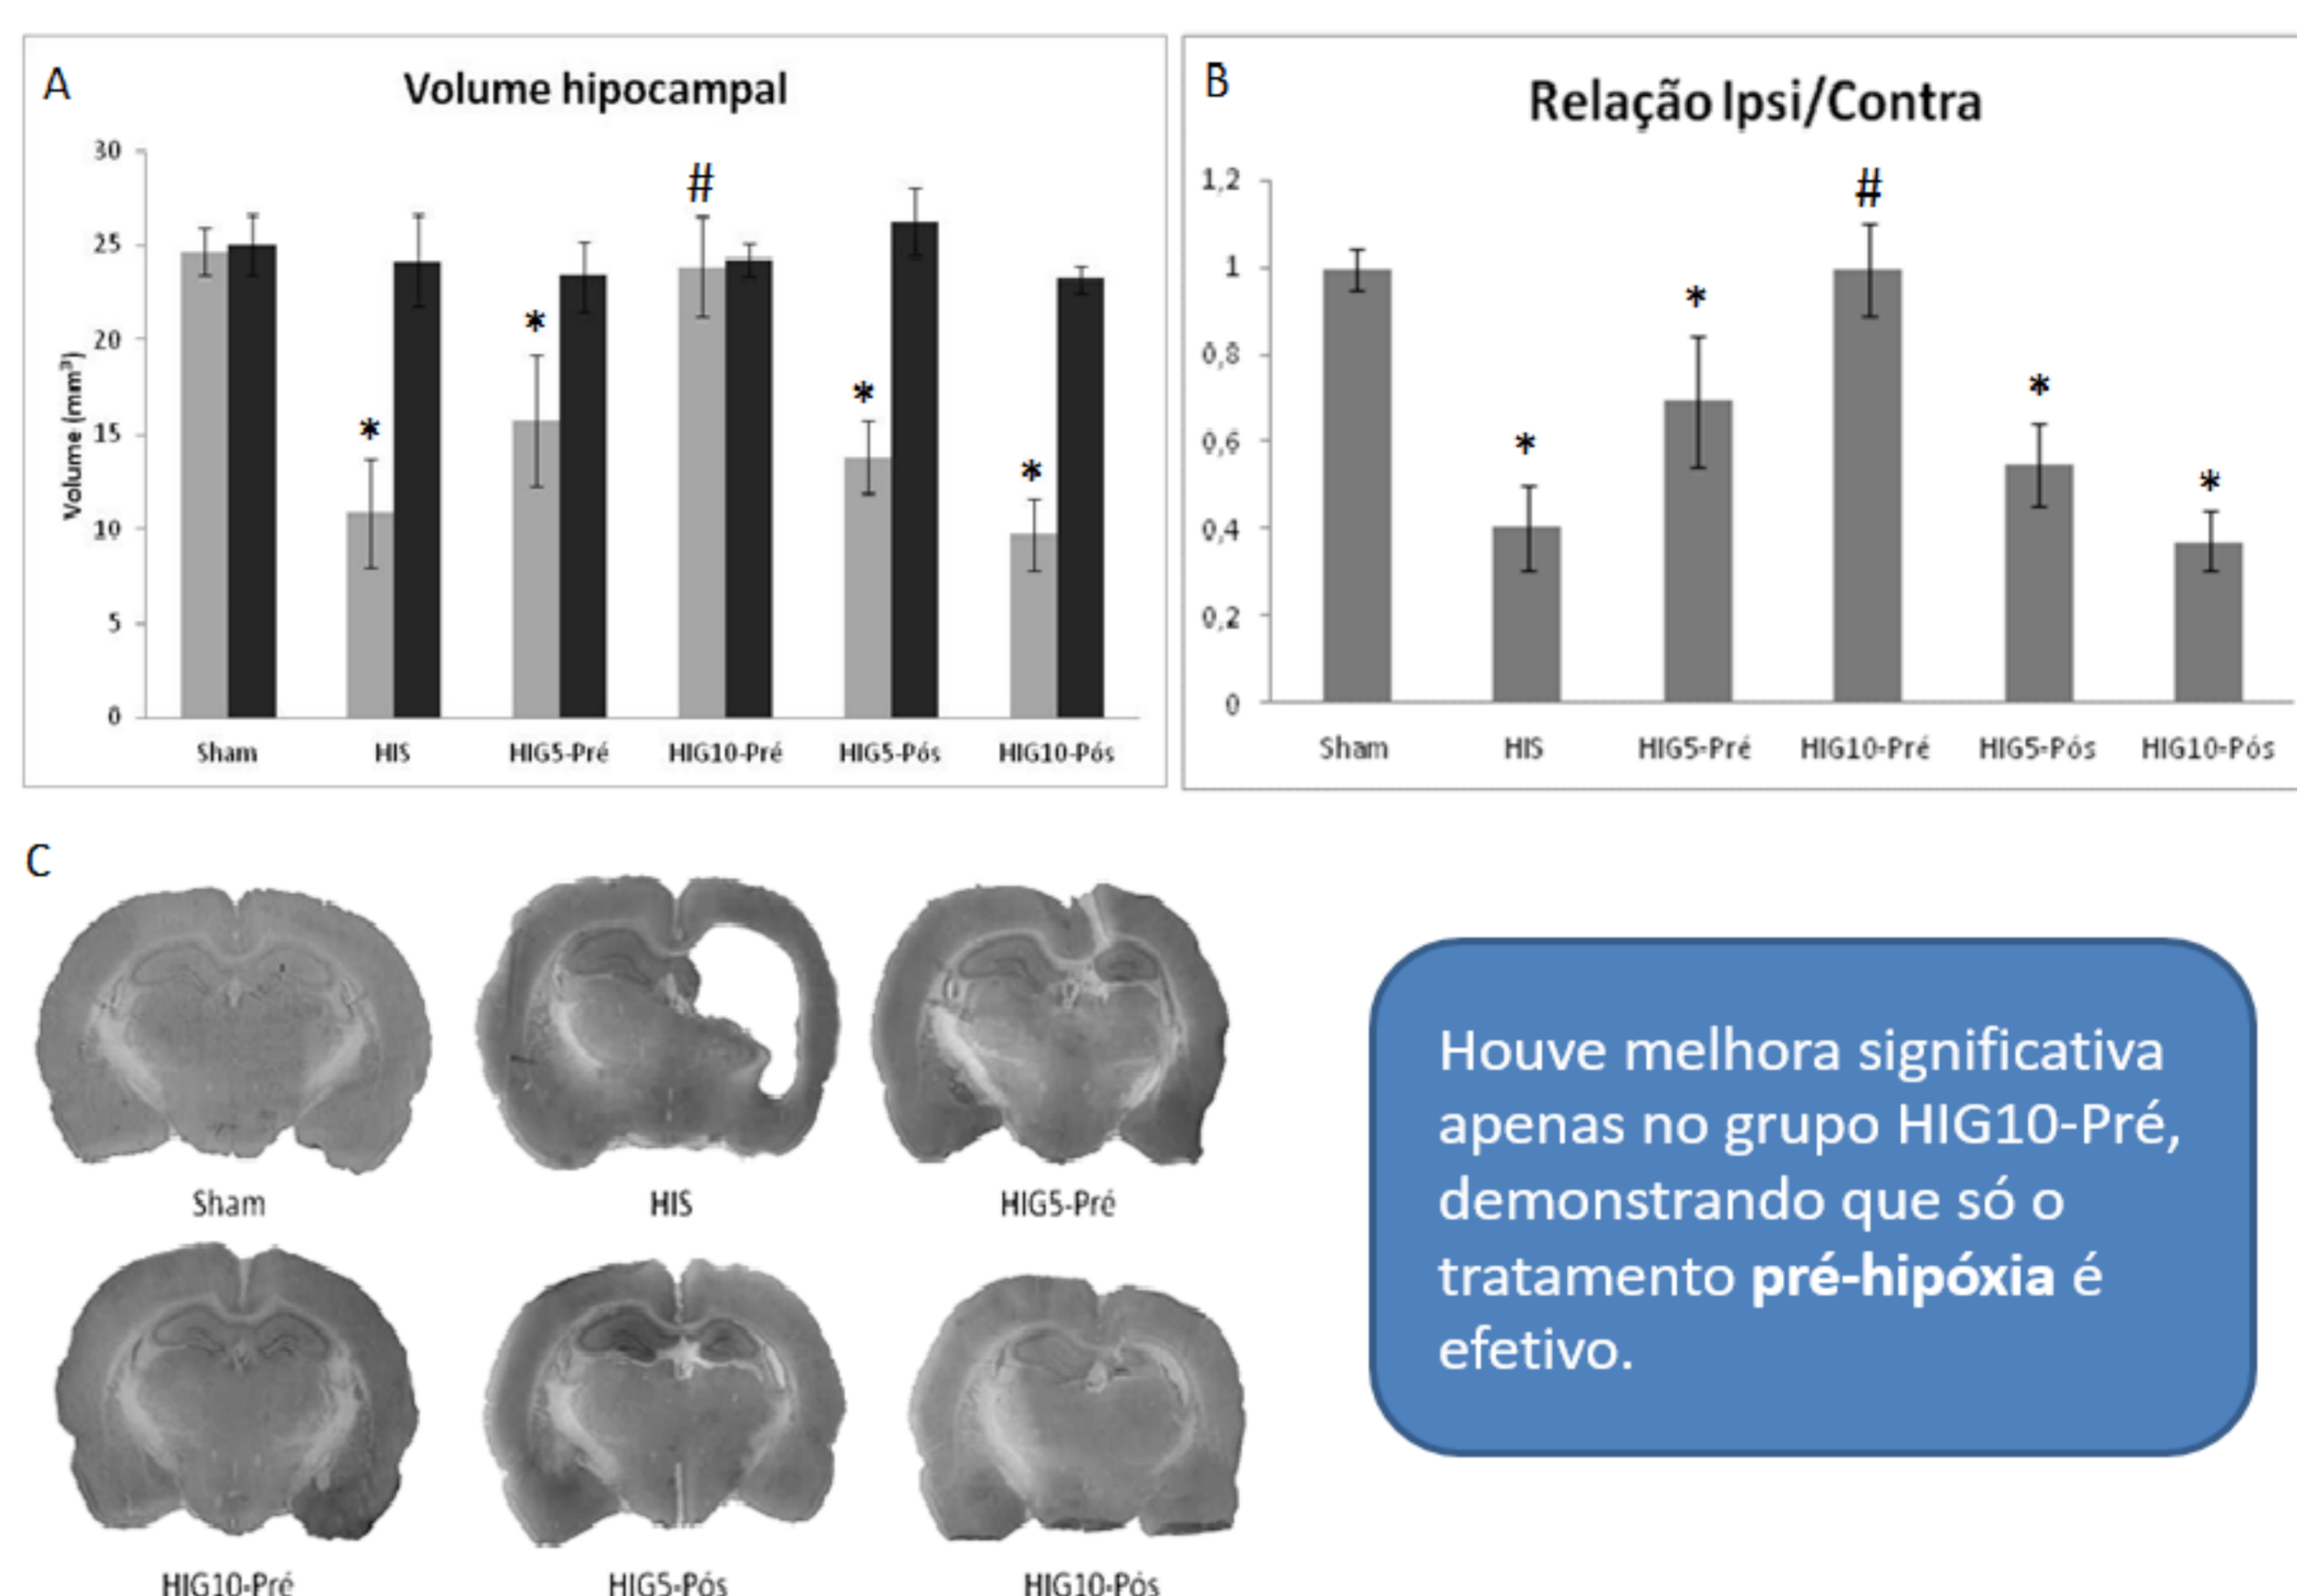 A
Volume hipocampal
30
25
20
15
10
5
0
Volume (mm³)
#
*
*
*
*
Sham HIS HIG5-Pré HIG10-Pré HIG5-Pós HIG10-Pós
B
Relação Ipsi/Contra
1,2
1
0,8
0,6
0,4
0,2
0
#
*
*
*
*
Sham HIS HIG5-Pré HIG10-Pré HIG5-Pós HIG10-Pós
C
Sham HIS HIG5-Pré
HIG10-Pré HIG5-Pós HIG10-Pós
Houve melhora significativa
apenas no grupo HIG10-Pré,
demonstrando que só o
tratamento pré-hipóxia é
efetivo.